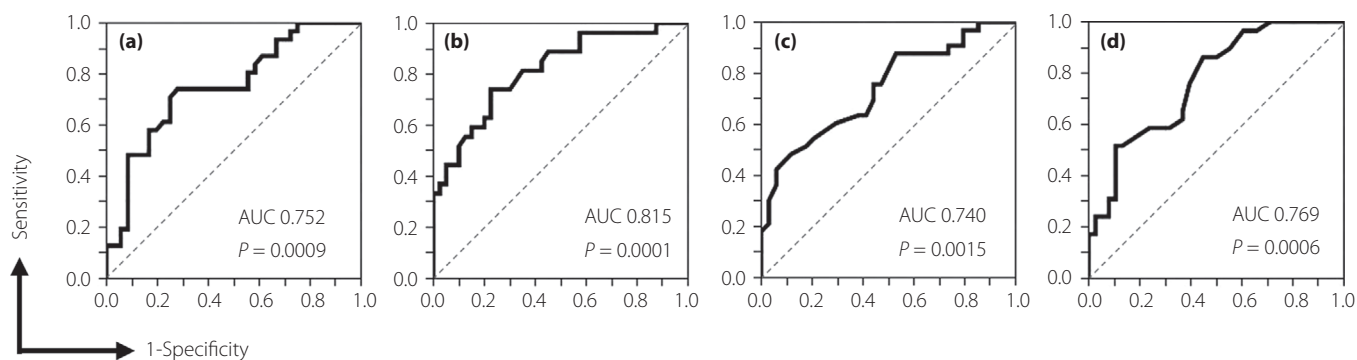 1.0 1.0 1.0 1.0
(a) (b) (c) (d)
0.8 0.8 0.8 0.8
0.6 0.6 0.6 0.6
0.4 0.4 0.4 0.4
AUC 0.752 AUC 0.815 AUC 0.740 AUC 0.769
0.2 0.2 0.2 0.2
P = 0.0009 P = 0.0001 P = 0.0015 P = 0.0006
0.0 0.0 0.0 0.0
0.0 0.2 0.4 0.6 0.8 1.0 0.0 0.2 0.4 0.6 0.8 1.0 0.0 0.2 0.4 0.6 0.8 1.0 0.0 0.2 0.4 0.6 0.8 1.0
Sensitivity
1-Specificity